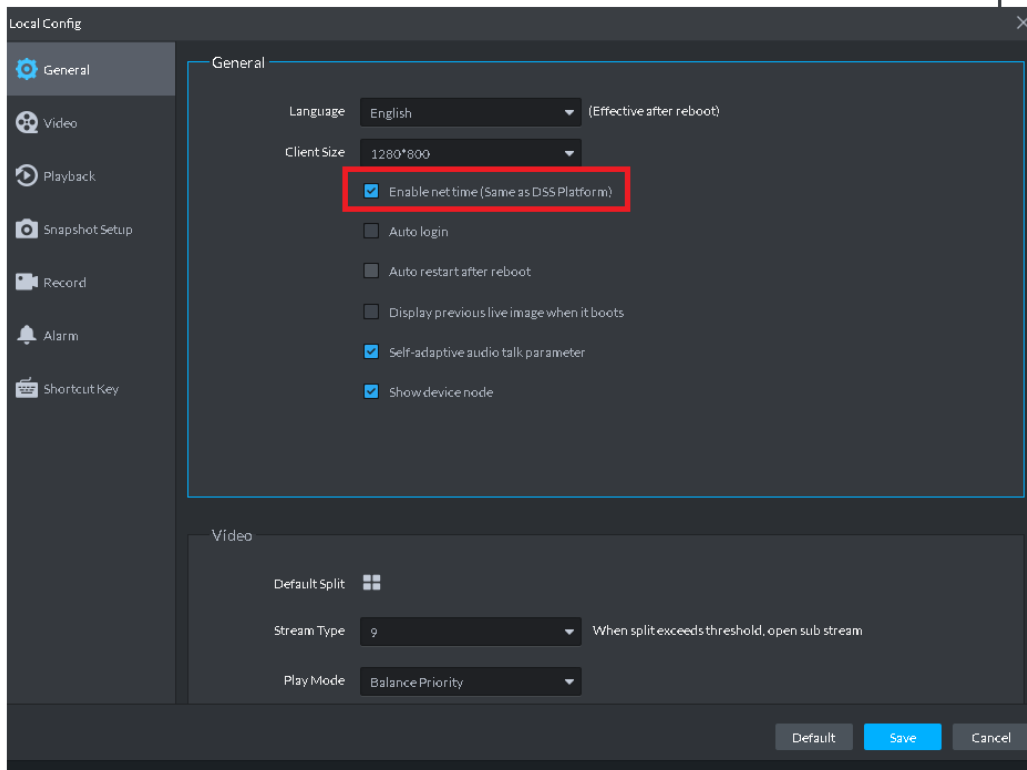 Local Config
General
Video
Playback
Snapshot Setup
Record
Alarm
Shortcut Key
General
Language English (Effective after reboot)
Client Size 1280*800
Enable net time (Same as DSS Platform)
Auto login
Auto restart after reboot
Display previous live image when it boots
Self-adaptive audio talk parameter
Show device node
Video
Default Split
Stream Type 9 When split exceeds threshold, open sub stream
Play Mode Balance Priority
Default Save Cancel